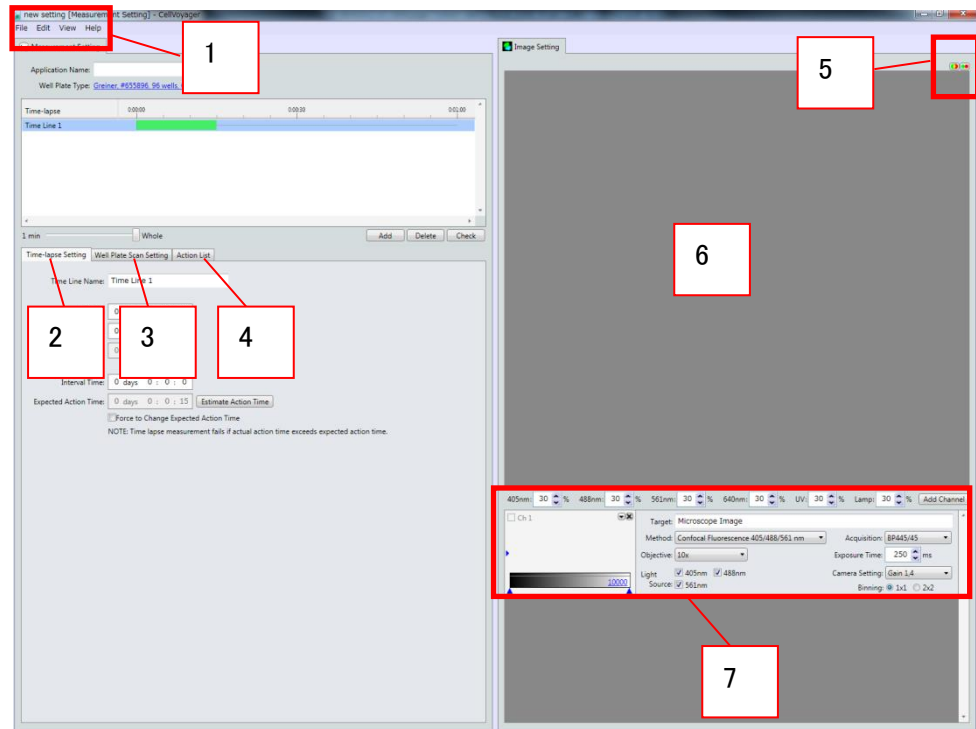 new setting [Measurement Setting] - CellVoyager
File Edit View Help
1
5
Image Setting
Application Name:
Well Plate Type: Greiner, #655896, 96 wells,
Time-lapse 0:00:00 0:00:30 0:01:00
Time Line 1
1 min Whole Add Delete Check
Time-lapse Setting Well Plate Scan Setting Action List
Time Line Name: Time Line 1
2
3
4
6
Interval Time: 0 days 0 : 0 : 0
Expected Action Time: 0 days 0 : 0 : 15 Estimate Action Time
Force to Change Expected Action Time
NOTE: Time lapse measurement fails if actual action time exceeds expected action time.
405nm: 30 % 488nm: 30 % 561nm: 30 % 640nm: 30 % UV: 30 % Lamp: 30 % Add Channel
Ch 1
10000
Target: Microscope Image
Method: Confocal Fluorescence 405/488/561 nm Acquisition: BP445/45
Objective: 10x Exposure Time: 250 ms
Light Source: 405nm 488nm Camera Setting: Gain 1,4
561nm Binning: 1x1 2x2
7